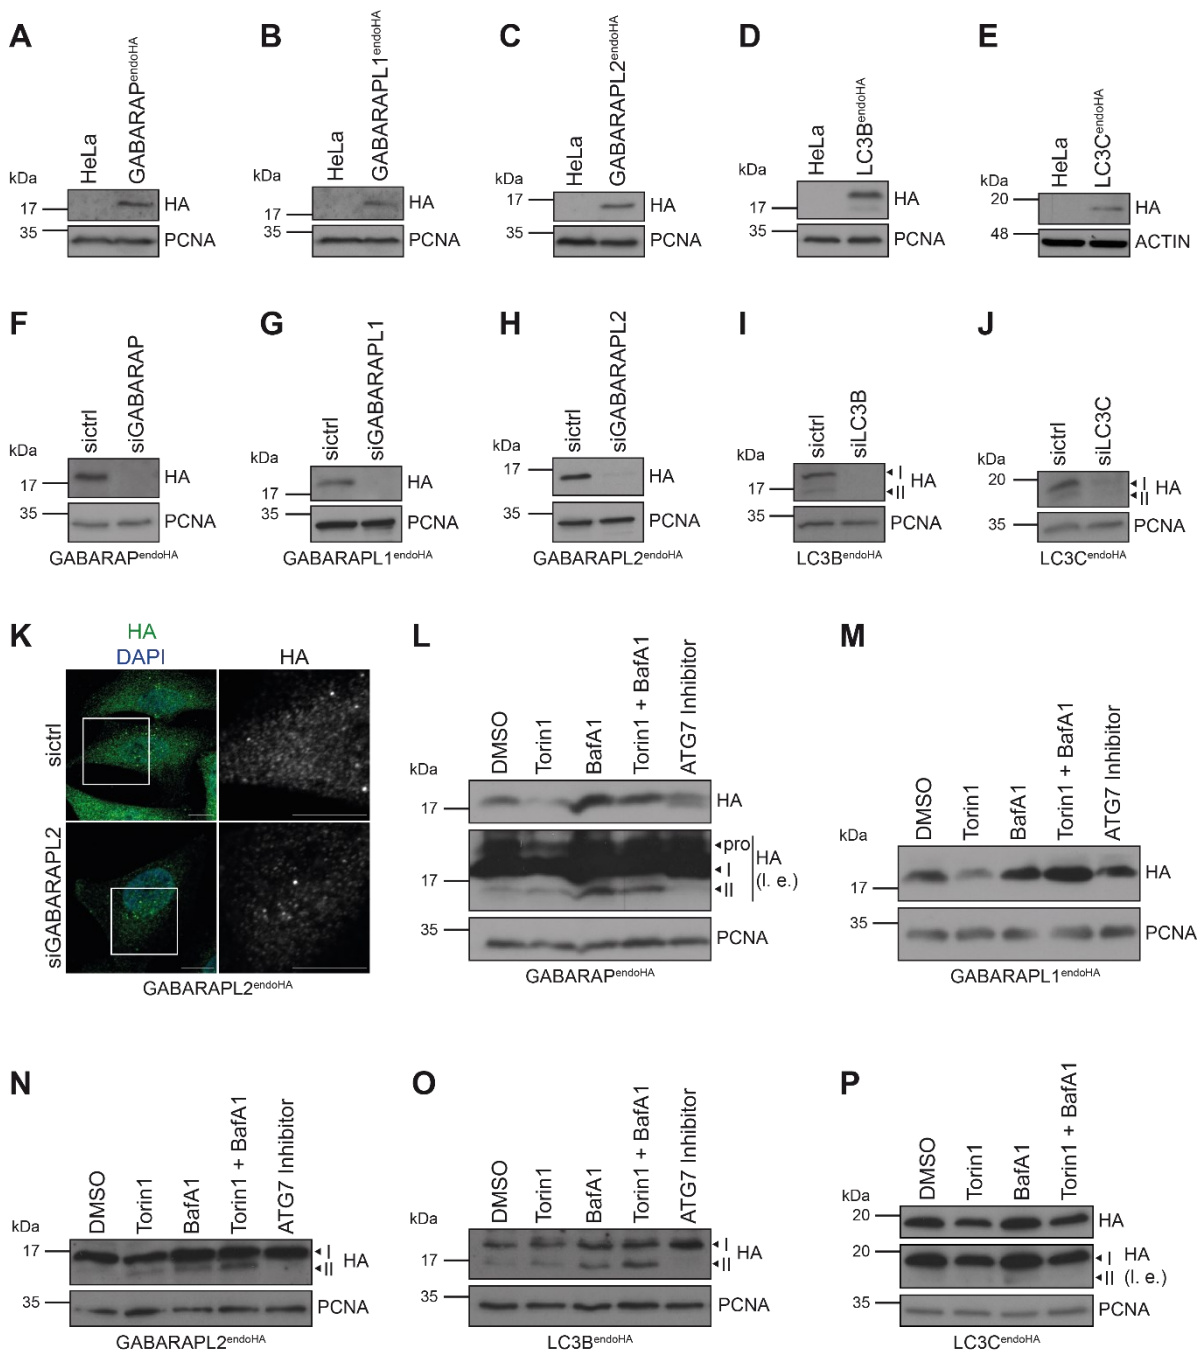 A
B
C
D
E
HeLa
GABARAPendoHA
HeLa
GABARAPL1endoHA
HeLa
GABARAPL2endoHA
HeLa
LC3BendoHA
HeLa
LC3CendoHA
kDa
17
35
HA
PCNA
kDa
17
35
HA
PCNA
kDa
17
35
HA
PCNA
kDa
17
35
HA
PCNA
kDa
20
48
HA
ACTIN
F
G
H
I
J
sictrl
siGABARAP
sictrl
siGABARAPL1
sictrl
siGABARAPL2
sictrl
siLC3B
sictrl
siLC3C
kDa
17
35
HA
PCNA
GABARAPendoHA
kDa
17
35
HA
PCNA
GABARAPL1endoHA
kDa
17
35
HA
PCNA
GABARAPL2endoHA
kDa
17
35
I
II
HA
PCNA
LC3BendoHA
kDa
20
35
I
II
HA
PCNA
LC3CendoHA
K
HA
DAPI
HA
sictrl
siGABARAPL2
GABARAPL2endoHA
L
DMSO
Torin1
BafA1
Torin1 + BafA1
ATG7 Inhibitor
kDa
17
HA
pro
I
II
HA
(l. e.)
17
35
PCNA
GABARAPendoHA
M
DMSO
Torin1
BafA1
Torin1 + BafA1
ATG7 Inhibitor
kDa
17
HA
35
PCNA
GABARAPL1endoHA
N
DMSO
Torin1
BafA1
Torin1 + BafA1
ATG7 Inhibitor
kDa
17
I
II
HA
35
PCNA
GABARAPL2endoHA
O
DMSO
Torin1
BafA1
Torin1 + BafA1
ATG7 Inhibitor
kDa
17
I
II
HA
35
PCNA
LC3BendoHA
P
DMSO
Torin1
BafA1
Torin1 + BafA1
kDa
20
HA
20
I HA
II (l. e.)
35
PCNA
LC3CendoHA